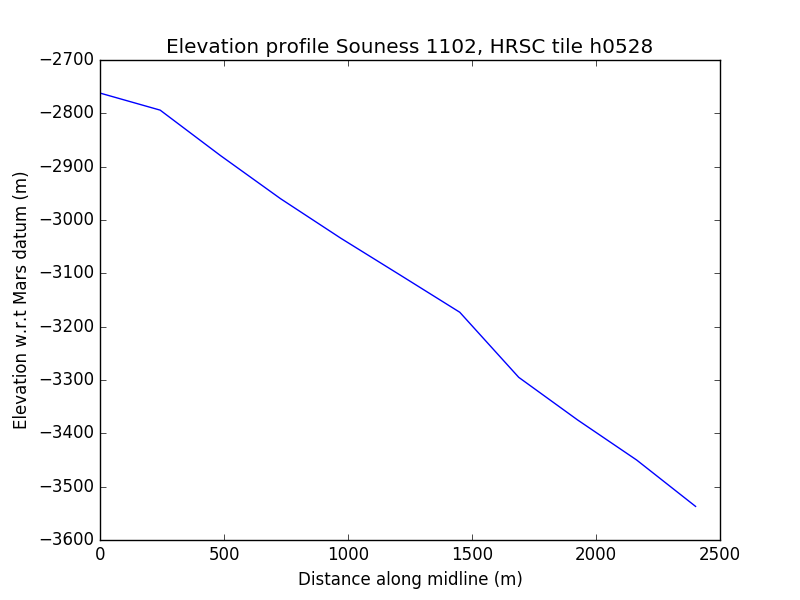 Elevation profile Souness 1102, HRSC tile h0528
−2700
−2800
−2900
−3000
−3100
−3200
−3300
−3400
−3500
−3600
Elevation w.r.t Mars datum (m)
0 500 1000 1500 2000 2500
Distance along midline (m)